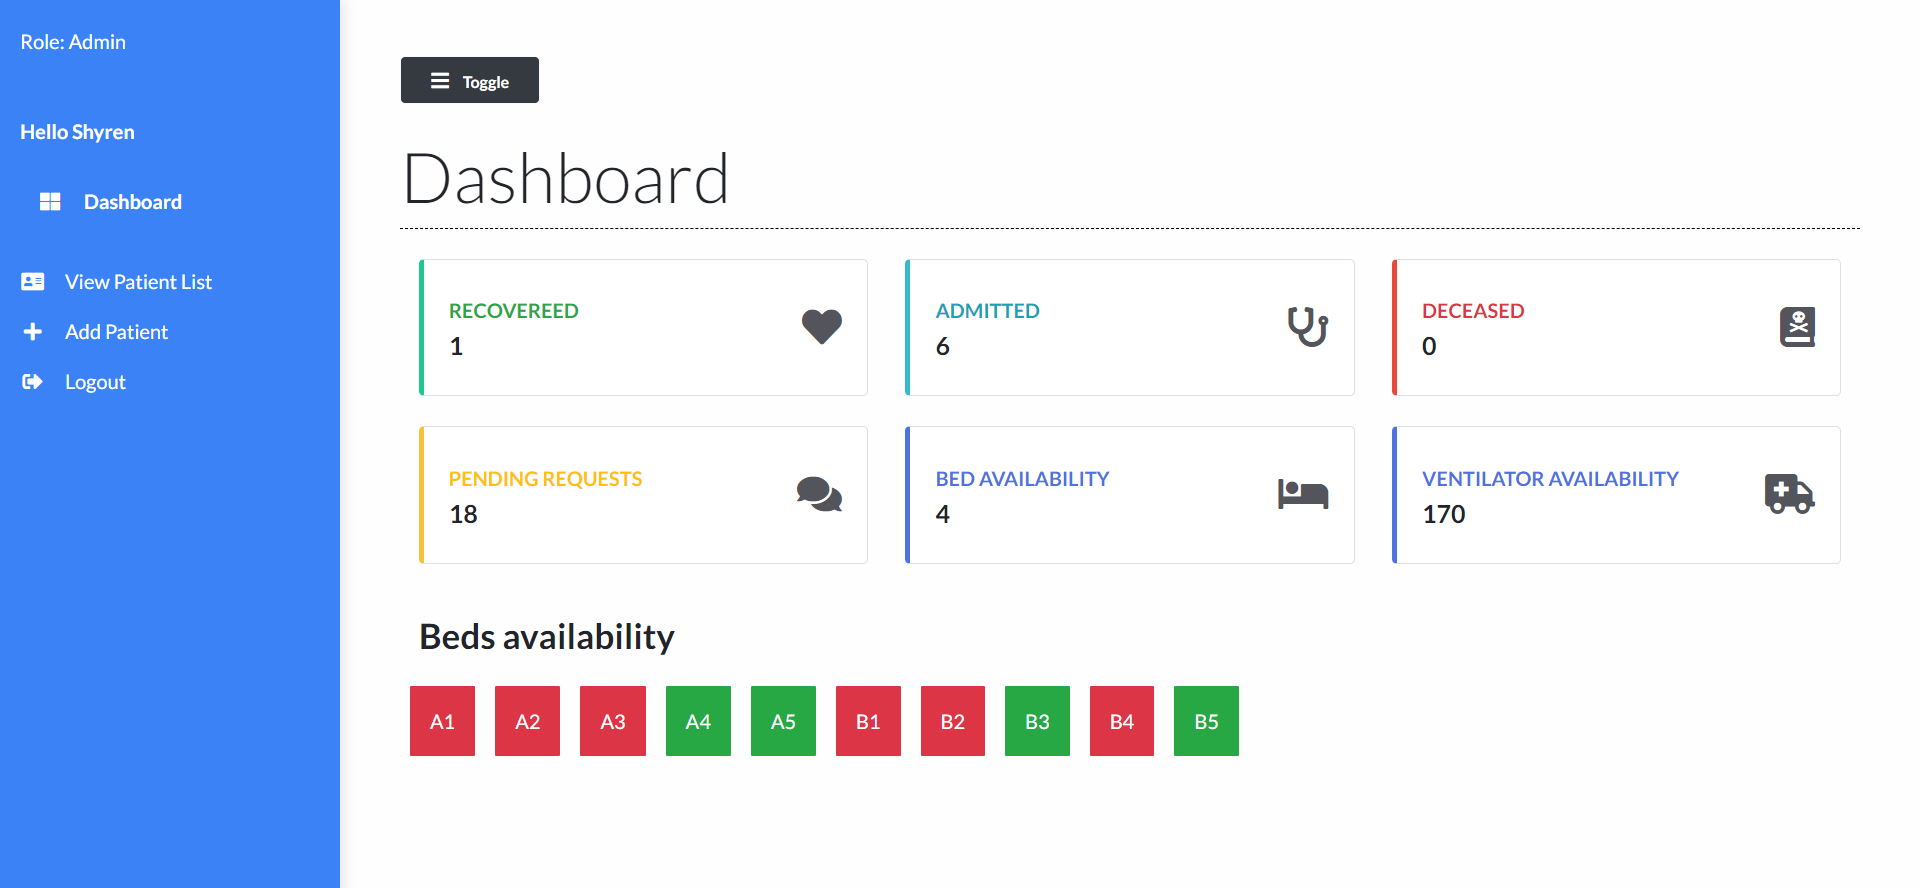 Role: Admin
Hello Shyren
Dashboard
View Patient List
Add Patient
Logout
Toggle
Dashboard
RECOVEREED
1
ADMITTED
6
DECEASED
0
PENDING REQUESTS
18
BED AVAILABILITY
4
VENTILATOR AVAILABILITY
170
Beds availability
A1 A2 A3 A4 A5 B1 B2 B3 B4 B5